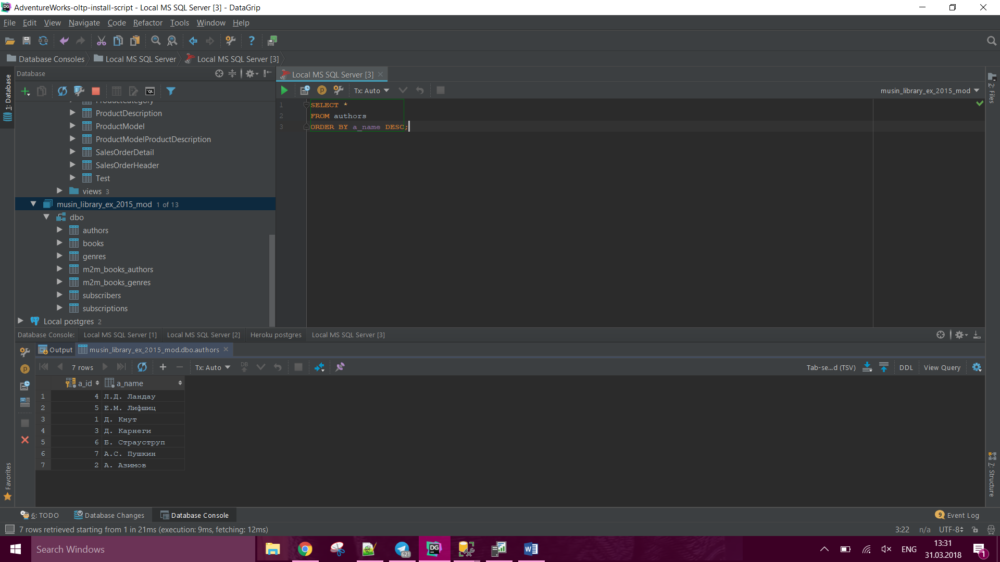 AdventureWorks-oltp-install-script - Local MS SQL Server [3] - DataGrip
File Edit View Navigate Code Refactor Tools Window Help
Database Consoles Local MS SQL Server Local MS SQL Server [3]
1: Database
Database
Local MS SQL Server [3]
Tx: Auto
musin_library_ex_2015_mod
2: Files
ProductCategory
ProductDescription
ProductModel
ProductModelProductDescription
SalesOrderDetail
SalesOrderHeader
Test
views 3
musin_library_ex_2015_mod 1 of 13
dbo
authors
books
genres
m2m_books_authors
m2m_books_genres
subscribers
subscriptions
Local postgres 2
1 SELECT *
2 FROM authors
3 ORDER BY a_name DESC;
Database Console: Local MS SQL Server [1] Local MS SQL Server [2] Heroku postgres Local MS SQL Server [3]
Output musin_library_ex_2015_mod.dbo.authors
7 rows Tx: Auto DB Tab-se...d (TSV) DDL View Query
a_id a_name
1 4 Л.Д. Ландау
2 5 Е.М. Лифшиц
3 1 Д. Кнут
4 3 Д. Карнеги
5 6 Б. Страуструп
6 7 А.С. Пушкин
7 2 А. Азимов
Favorites
7: Structure
6: TODO Database Changes Database Console 9 Event Log
7 rows retrieved starting from 1 in 21ms (execution: 9ms, fetching: 12ms) 3:22 n/a UTF-8
Search Windows
621
DG
ENG
13:31
31.03.2018
1